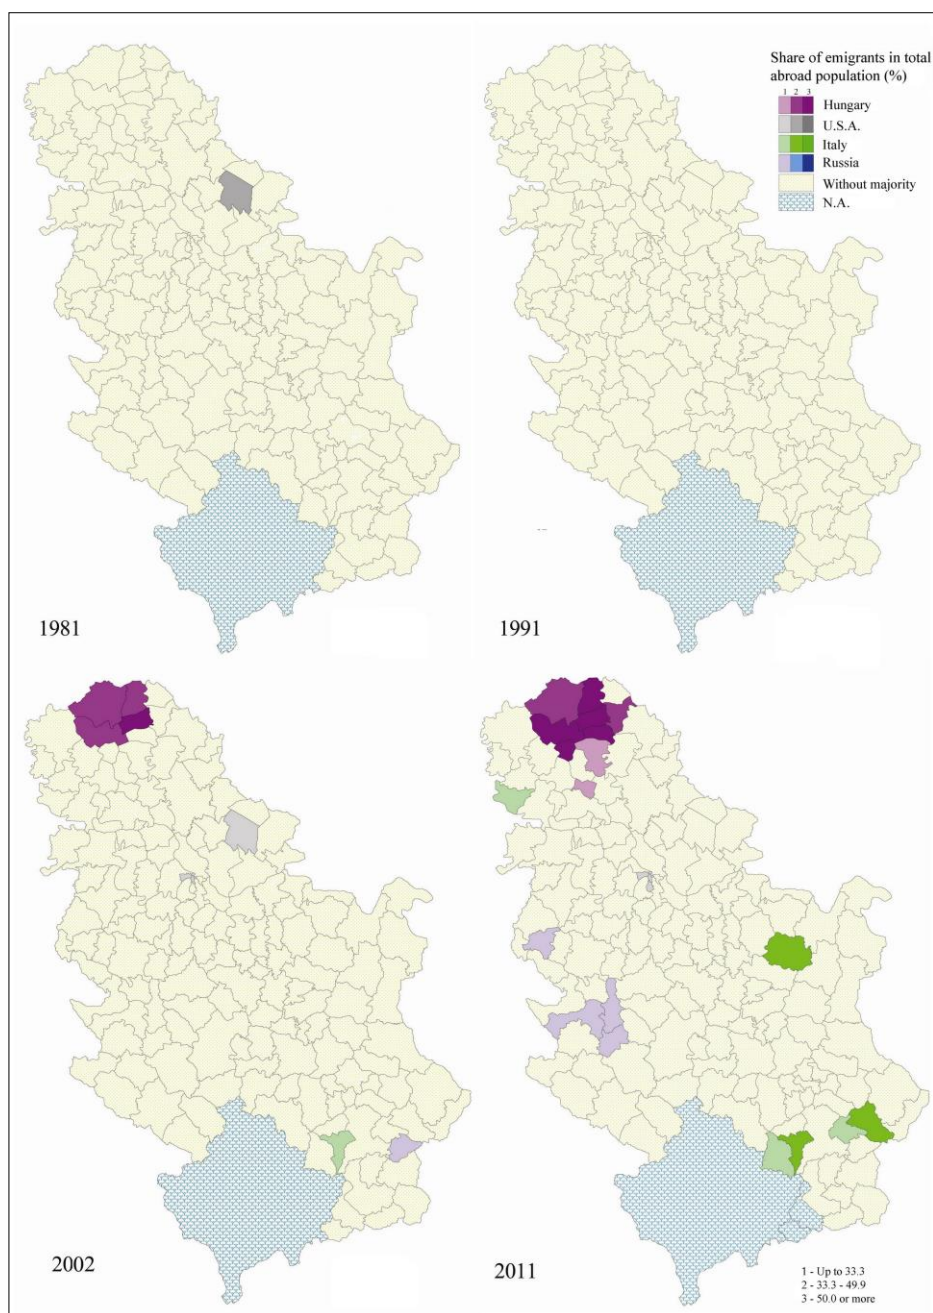 Share of emigrants in total
abroad population (%)
1 2 3
Hungary
U.S.A.
Italy
Russia
Without majority
N.A.
1981
1991
2002
2011
1 - Up to 33.3
2 - 33.3 - 49.9
3 - 50.0 or more